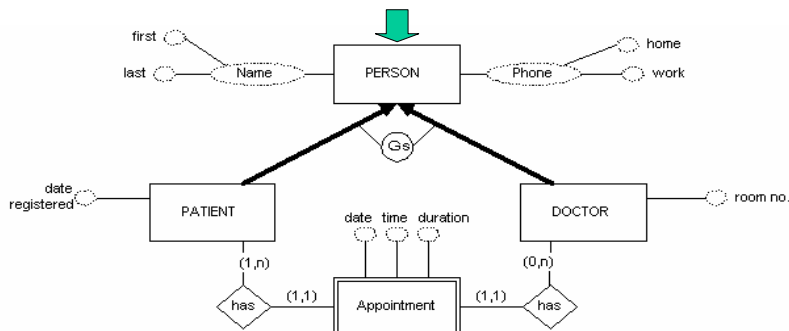 first
home
last
Name
PERSON
Phone
work
Gs
date
registered
PATIENT
date time duration
DOCTOR
room no.
(1,n)
(0,n)
has
(1,1)
Appointment
(1,1)
has